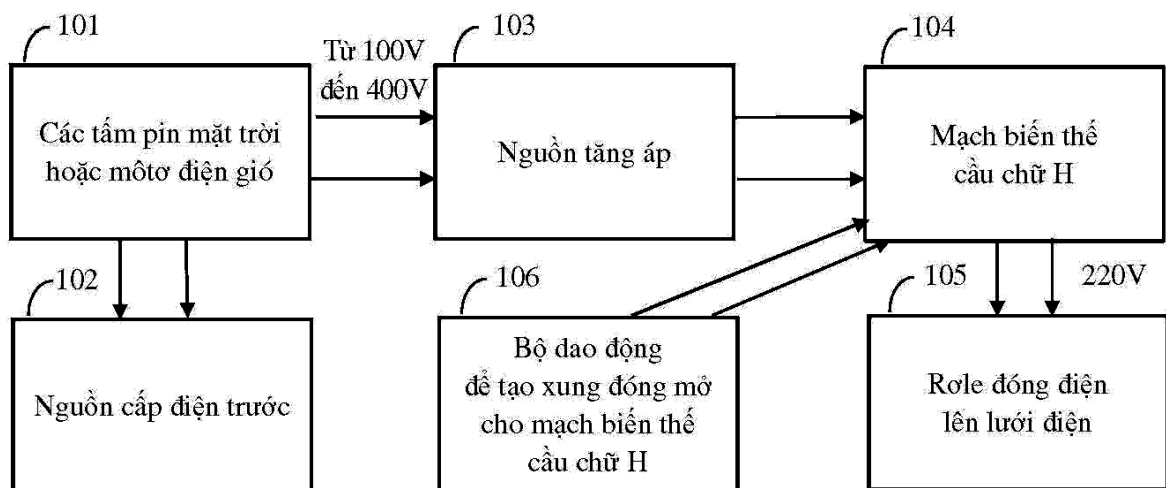 101
Các tấm pin mặt trời
hoặc môtơ điện gió
Từ 100V
đến 400V
103
Nguồn tăng áp
104
Mạch biến thế
cầu chữ H
102
Nguồn cấp điện trước
106
Bộ dao động
để tạo xung đóng mở
cho mạch biến thế
cầu chữ H
105
220V
Rơle đóng điện
lên lưới điện